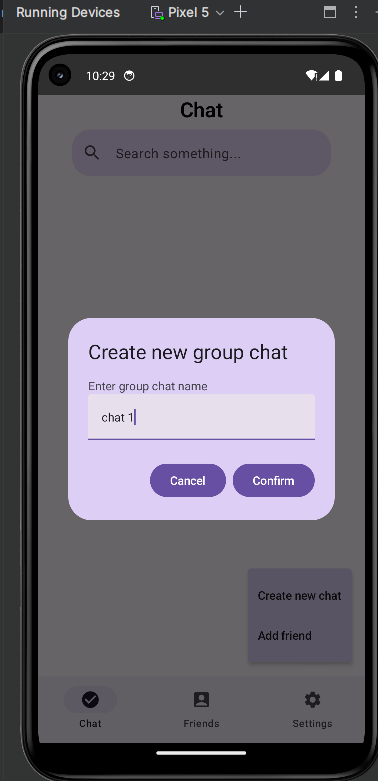 Running Devices
Pixel 5
10:29
Chat
Search something...
Create new group chat
Enter group chat name
chat 1
Cancel
Confirm
Create new chat
Add friend
Chat
Friends
Settings